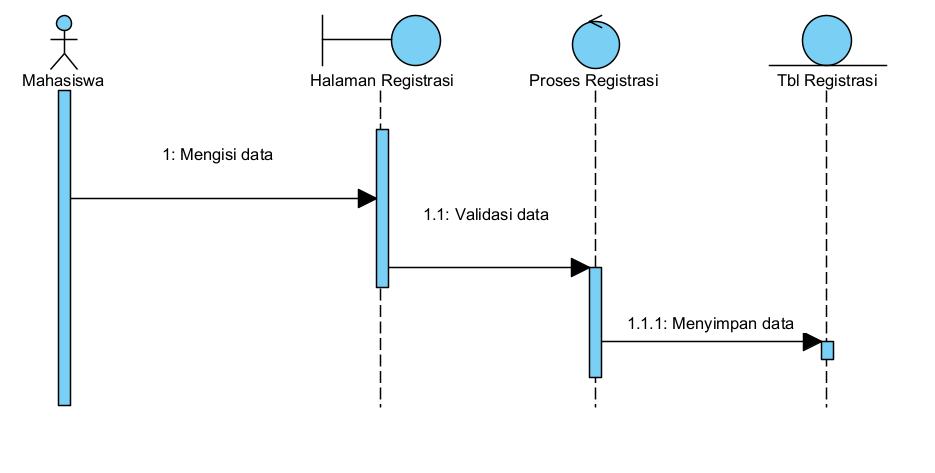 Mahasiswa
Halaman Registrasi
Proses Registrasi
Tbl Registrasi
1: Mengisi data
1.1: Validasi data
1.1.1: Menyimpan data